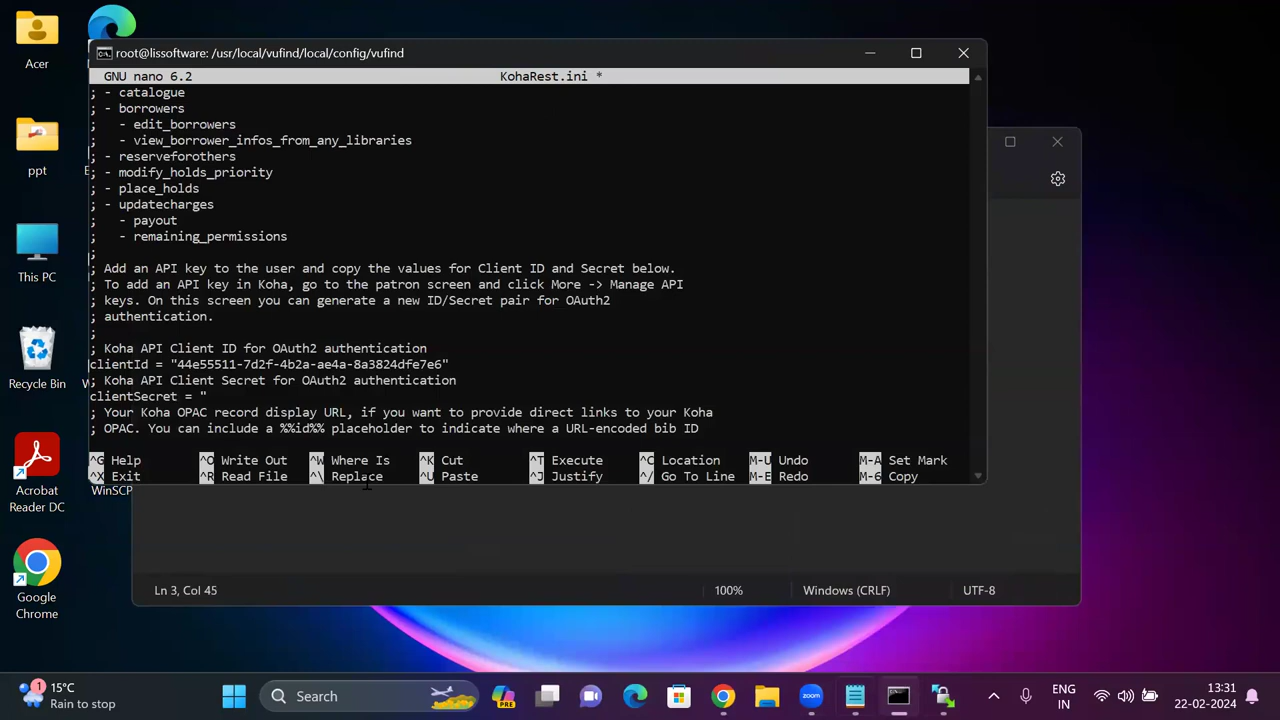 Acer
ppt
This PC
Recycle Bin
Acrobat
Reader DC
Google
Chrome
WinSCP
root@lissoftware: /usr/local/vufind/local/config/vufind
GNU nano 6.2 KohaRest.ini *
; - catalogue
; - borrowers
;   - edit_borrowers
;   - view_borrower_infos_from_any_libraries
; - reserveforothers
; - modify_holds_priority
; - place_holds
; - updatecharges
;   - payout
;   - remaining_permissions
;
; Add an API key to the user and copy the values for Client ID and Secret below.
; To add an API key in Koha, go to the patron screen and click More -> Manage API
; keys. On this screen you can generate a new ID/Secret pair for OAuth2
; authentication.
;
; Koha API Client ID for OAuth2 authentication
clientId = "44e55511-7d2f-4b2a-ae4a-8a3824dfe7e6"
; Koha API Client Secret for OAuth2 authentication
clientSecret = "
; Your Koha OPAC record display URL, if you want to provide direct links to your Koha
; OPAC. You can include a %%id%% placeholder to indicate where a URL-encoded bib ID
^G Help ^O Write Out ^W Where Is ^K Cut ^T Execute ^C Location M-U Undo M-A Set Mark
^X Exit ^R Read File ^\ Replace ^U Paste ^J Justify ^/ Go To Line M-E Redo M-6 Copy
Ln 3, Col 45 100% Windows (CRLF) UTF-8
1 15°C
Rain to stop
Search
PRE
zoom
ENG
IN
13:31
22-02-2024